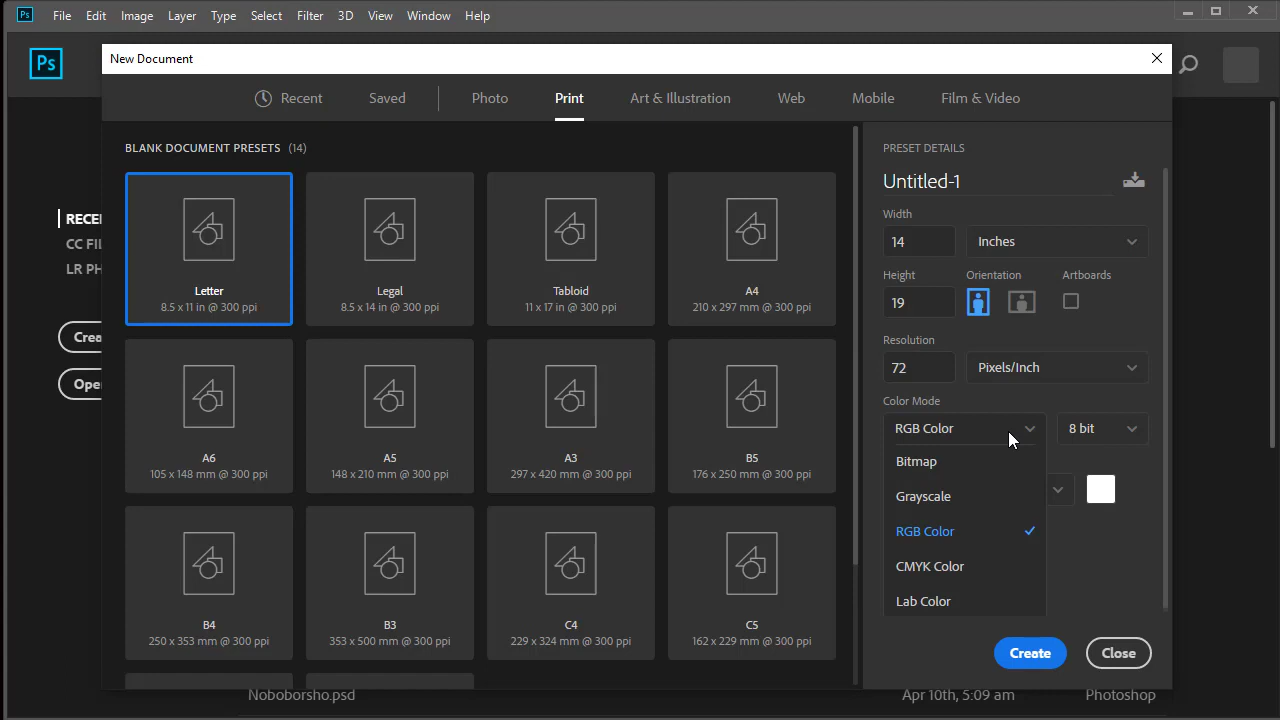 Ps File Edit Image Layer Type Select Filter 3D View Window Help
Ps
New Document
Recent Saved Photo Print Art & Illustration Web Mobile Film & Video
BLANK DOCUMENT PRESETS (14)
Letter
8.5 x 11 in @ 300 ppi
Legal
8.5 x 14 in @ 300 ppi
Tabloid
11 x 17 in @ 300 ppi
A4
210 x 297 mm @ 300 ppi
A6
105 x 148 mm @ 300 ppi
A5
148 x 210 mm @ 300 ppi
A3
297 x 420 mm @ 300 ppi
B5
176 x 250 mm @ 300 ppi
B4
250 x 353 mm @ 300 ppi
B3
353 x 500 mm @ 300 ppi
C4
229 x 324 mm @ 300 ppi
C5
162 x 229 mm @ 300 ppi
PRESET DETAILS
Untitled-1
Width
14 Inches
Height Orientation Artboards
19
Resolution
72 Pixels/Inch
Color Mode
RGB Color 8 bit
Bitmap
Grayscale
RGB Color
CMYK Color
Lab Color
Create Close
RECE
CC FIL
LR PH
Crea
Ope
Noboborsho.psd Apr 10th, 5:09 am Photoshop